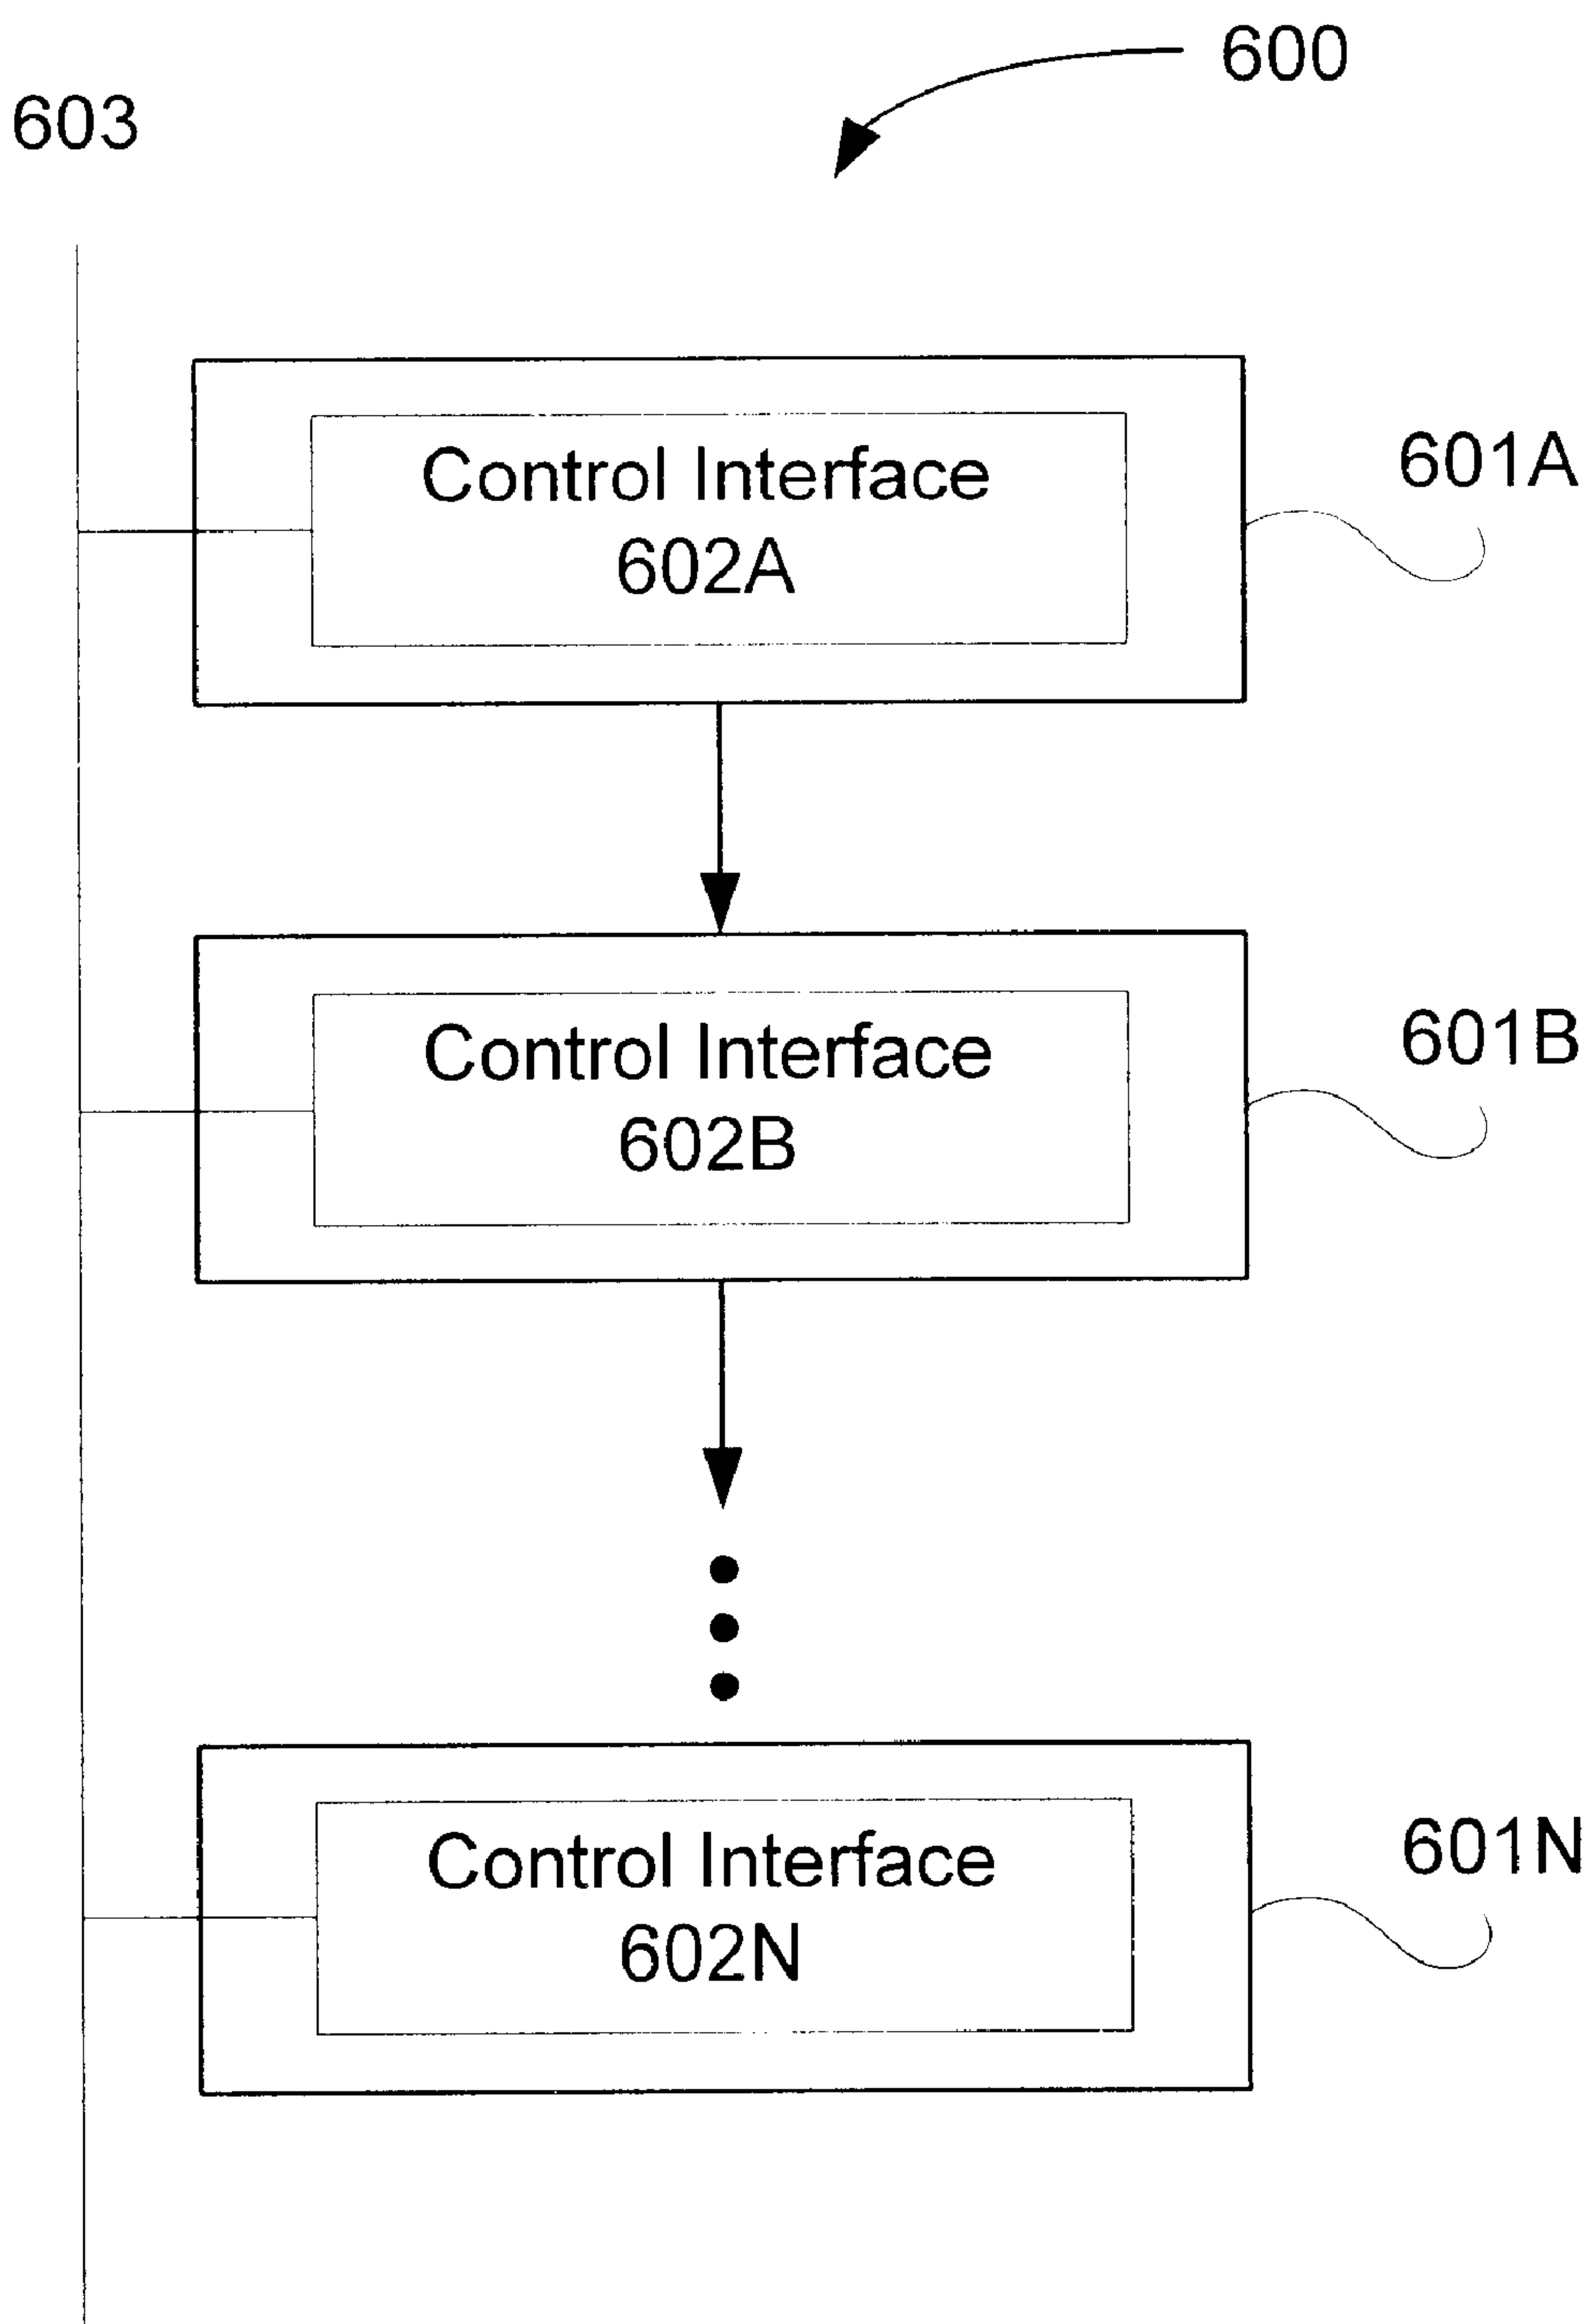 600
603
Control Interface
602A
601A
Control Interface
602B
601B
Control Interface
602N
601N